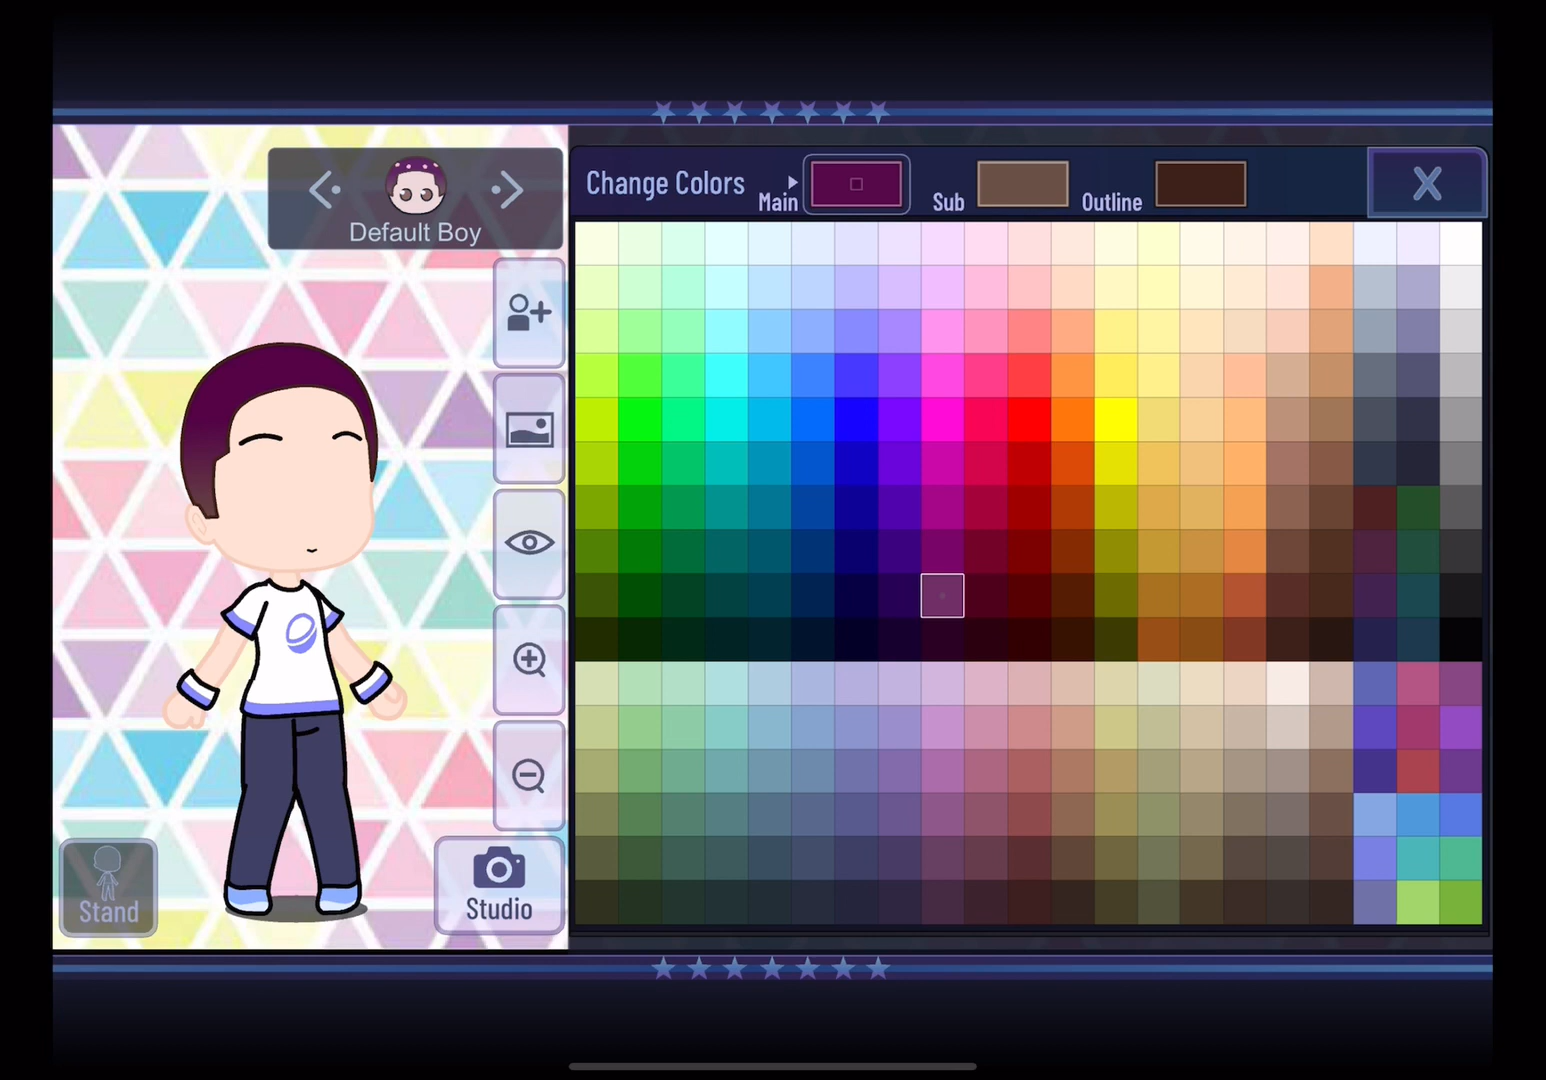 Default Boy
Change Colors
Main
Sub
Outline
X
Stand
Studio